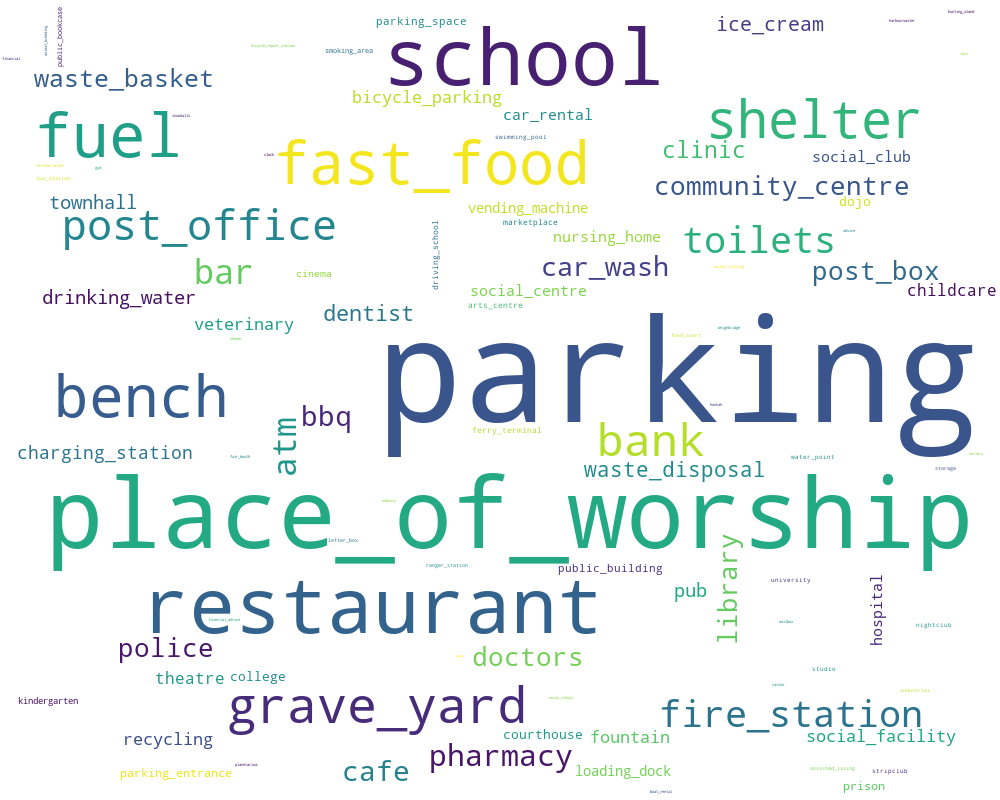 parking_space
ice_cream
public_bookcase
school
smoking_area
waste_basket
bicycle_parking
car_rental
shelter
fuel
fast_food
swimming_pool
clinic
social_club
community_centre
townhall
vending_machine
dojo
post_office
marketplace
nursing_home
toilets
driving_school
bar
cinema
car_wash
post_box
drinking_water
social_centre
childcare
arts_centre
veterinary
dentist
parking
food_court
bench
bbq
ferry_terminal
bank
atm
charging_station
waste_disposal
water_point
storage
place_of_worship
letter_box
ranger_station
public_building
library
university
hospital
restaurant
pub
nightclub
police
doctors
theatre
college
studio
kindergarten
grave_yard
fire_station
recycling
courthouse
fountain
social_facility
pharmacy
parking_entrance
cafe
loading_dock
assisted_living
stripclub
prison